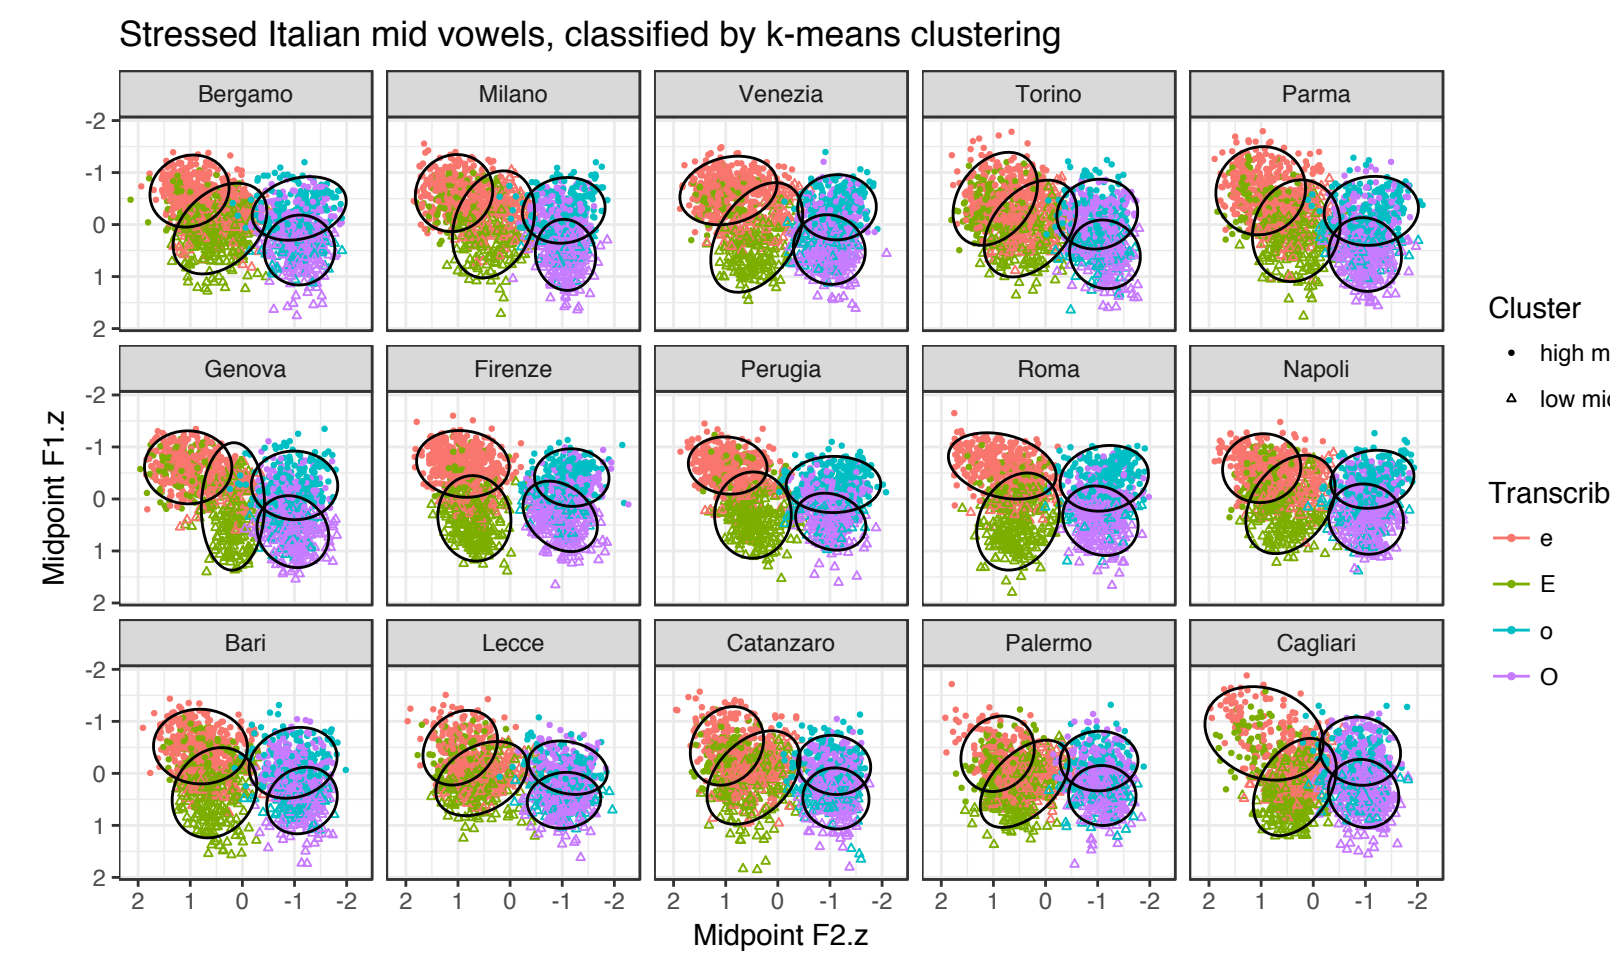 Stressed Italian mid vowels, classified by k-means clustering
Bergamo Milano Venezia Torino Parma
-2
-1
0
1
2
Genova Firenze Perugia Roma Napoli
-2
-1
0
1
2
Bari Lecce Catanzaro Palermo Cagliari
-2
-1
0
1
2
2 1 0 -1 -2 2 1 0 -1 -2 2 1 0 -1 -2 2 1 0 -1 -2 2 1 0 -1 -2
Midpoint F2.z
Midpoint F1.z
Cluster
high m
low mid
Transcrib
e
E
o
O